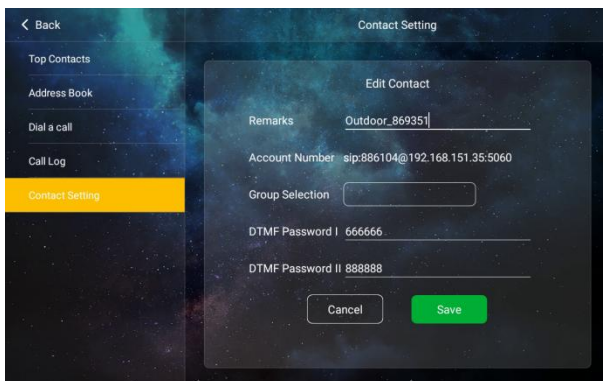 Back
Contact Setting
Top Contacts
Address Book
Dial a call
Call Log
Contact Setting
Edit Contact
Remarks Outdoor_869351
Account Number sip:886104@192.168.151.35:5060
Group Selection
DTMF Password I 666666
DTMF Password II 888888
Cancel Save